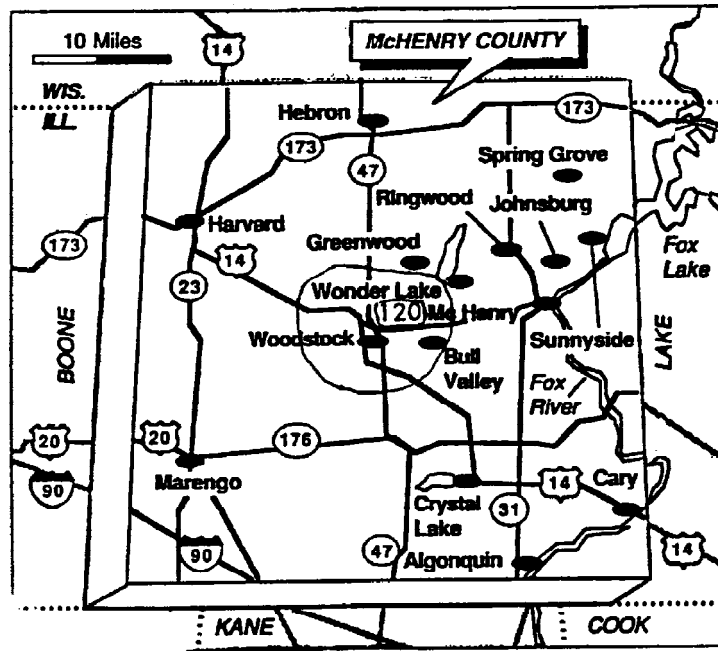 10 Miles
14
McHENRY COUNTY
WIS.
ILL.
Hebron
173
173
47
Spring Grove
Ringwood
Johnsburg
Harvard
Greenwood
173
14
Fox
Lake
23
Wonder Lake
120
Mc Henry
BOONE
Woodstock
Bull
Valley
Sunnyside
LAKE
Fox
River
20
20
176
90
Marengo
Crystal
Lake
14
Cary
31
90
47
Algonquin
14
KANE
COOK